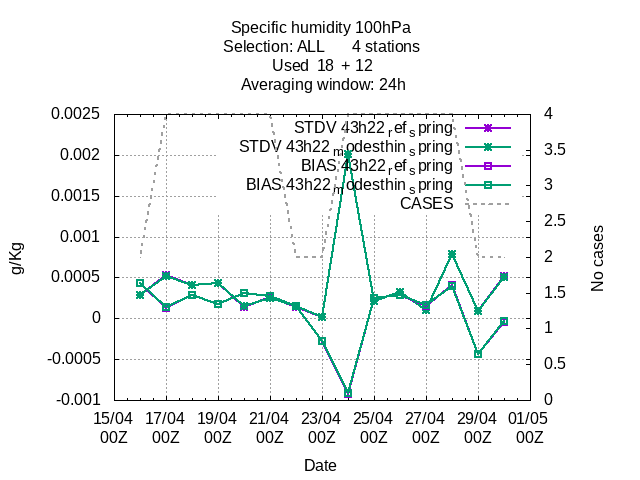 Specific humidity 100hPa
Selection: ALL 4 stations
Used 18 + 12
Averaging window: 24h
0.0025
0.002
0.0015
0.001
0.0005
0
-0.0005
-0.001
g/Kg
STDV 43h22_ref_spring
STDV 43h22_modesthin_spring
BIAS 43h22_ref_spring
BIAS 43h22_modesthin_spring
CASES
4
3.5
3
2.5
2
1.5
1
0.5
0
No cases
15/04 17/04 19/04 21/04 23/04 25/04 27/04 29/04 01/05
00Z 00Z 00Z 00Z 00Z 00Z 00Z 00Z 00Z
Date